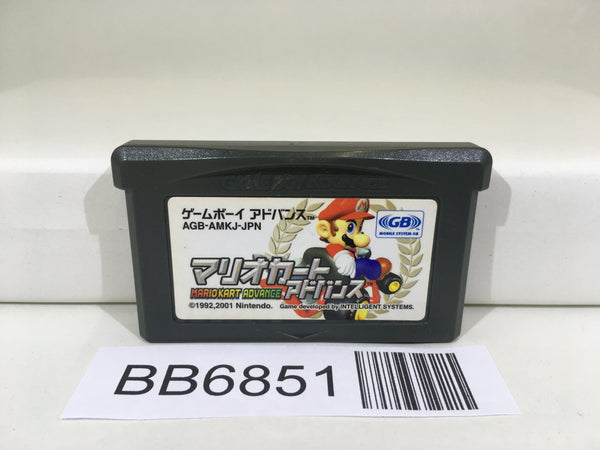 ゲームボーイ アドバンス™
AGB-AMKJ-JPN
GB
MOBILE SYSTEM GB
マリオカート
アドバンス
MARIO KART ADVANCE
©1992,2001 Nintendo. Game developed by INTELLIGENT SYSTEMS.
BB6851